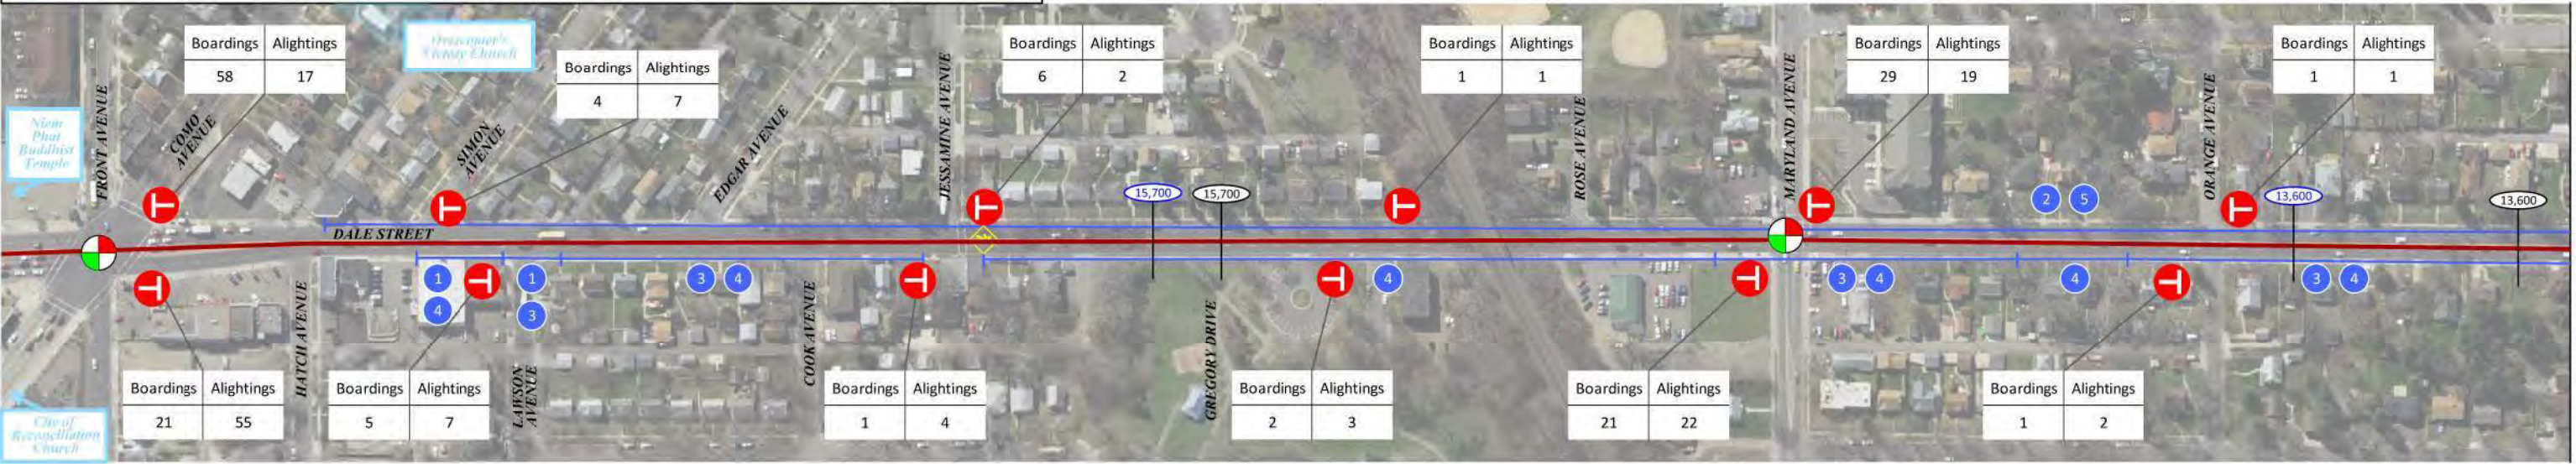 Boardings Alightings
58 17
Overcomer's
Victory Church
Boardings Alightings
4 7
Boardings Alightings
6 2
Boardings Alightings
1 1
Boardings Alightings
29 19
Boardings Alightings
1 1
Niem
Phat
Buddhist
Temple
FRONT AVENUE
COMO
AVENUE
SIMON
AVENUE
EDGAR AVENUE
JESSAMINE AVENUE
ROSE AVENUE
MARYLAND AVENUE
ORANGE AVENUE
15,700
15,700
2
5
13,600
13,600
DALE STREET
1
4
1
3
3
4
4
3
4
4
3
4
HATCH AVENUE
LAWSON
AVENUE
COOK AVENUE
GREGORY DRIVE
City of
Reconciliation
Church
Boardings Alightings
21 55
Boardings Alightings
5 7
Boardings Alightings
1 4
Boardings Alightings
2 3
Boardings Alightings
21 22
Boardings Alightings
1 2